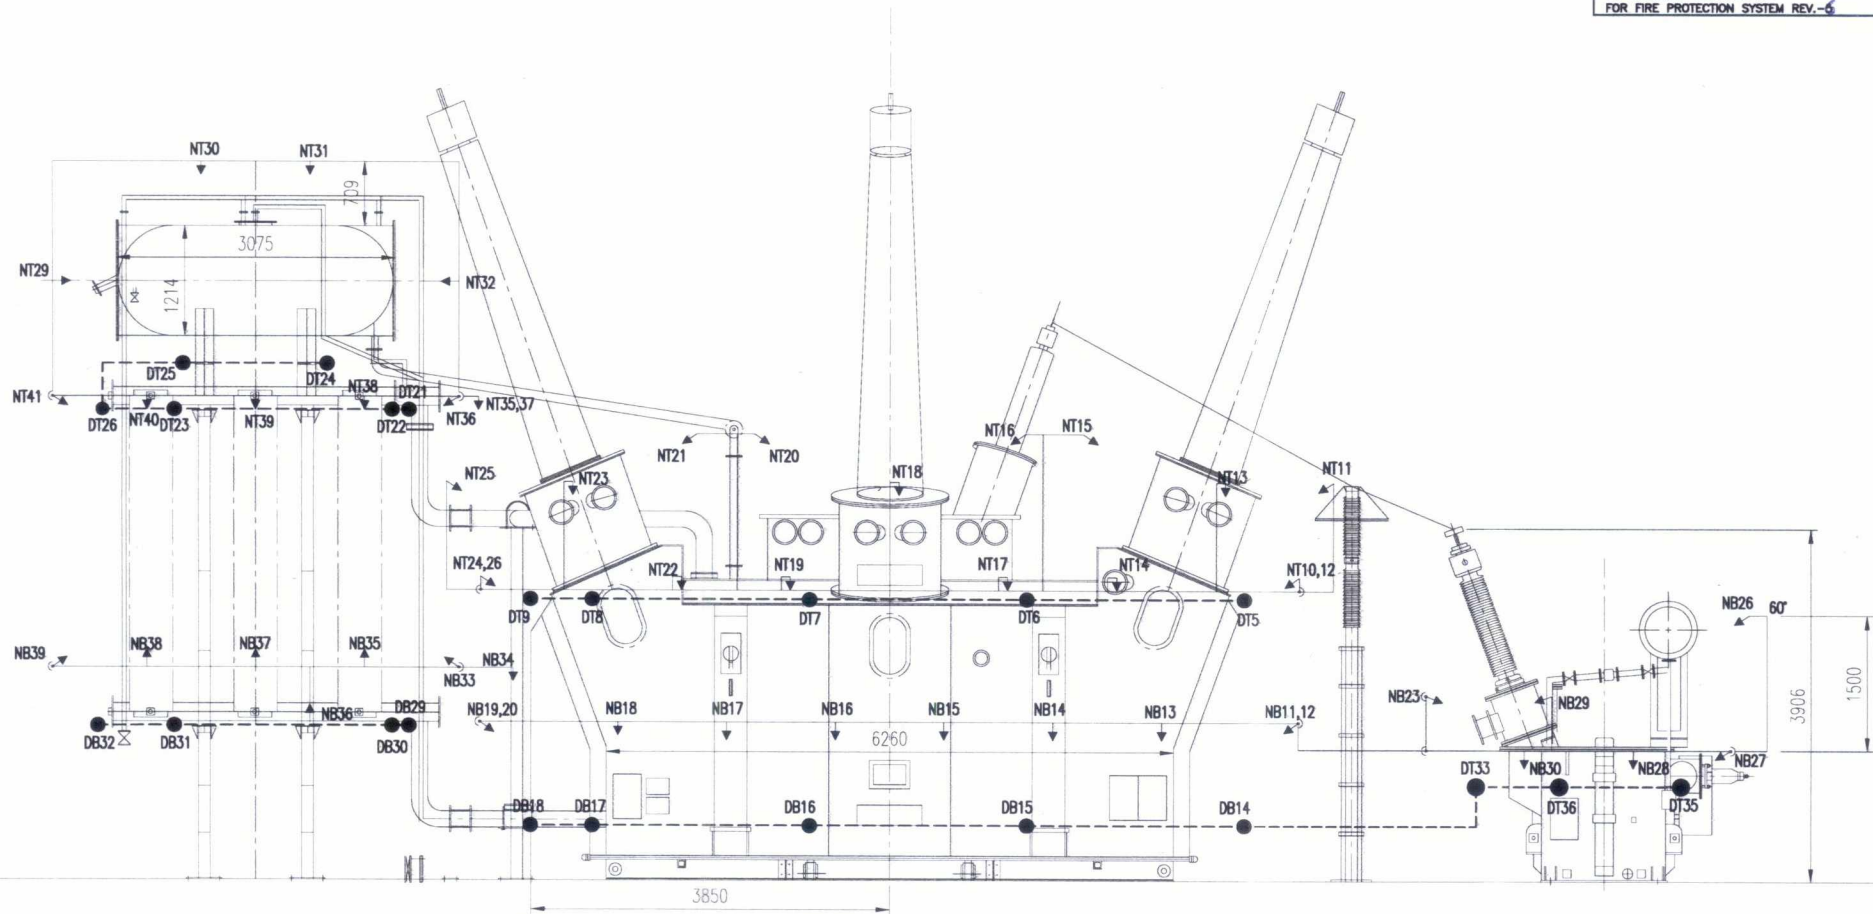 FOR FIRE PROTECTION SYSTEM REV.-6
NT30
NT31
709
3075
NT29
NT32
1214
DT25
DT24
NT38
DT21
NT41
NT35,37
DT26
NT40
DT23
NT39
DT22
NT36
NT21
NT20
NT16
NT15
NT25
NT23
NT18
NT13
NT11
NT24,26
NT22
NT19
NT17
NT14
NT10,12
DT9
DT8
DT7
DT6
DT5
NB26
60°
NB39
NB38
NB37
NB35
NB34
NB33
NB23
NB29
3906
1500
NB36
DB29
NB19,20
NB18
NB17
NB16
NB15
NB14
NB13
NB11,12
DB32
DB31
DB30
6260
NB30
NB28
NB27
DT33
DT36
DT35
DB18
DB17
DB16
DB15
DB14
3850